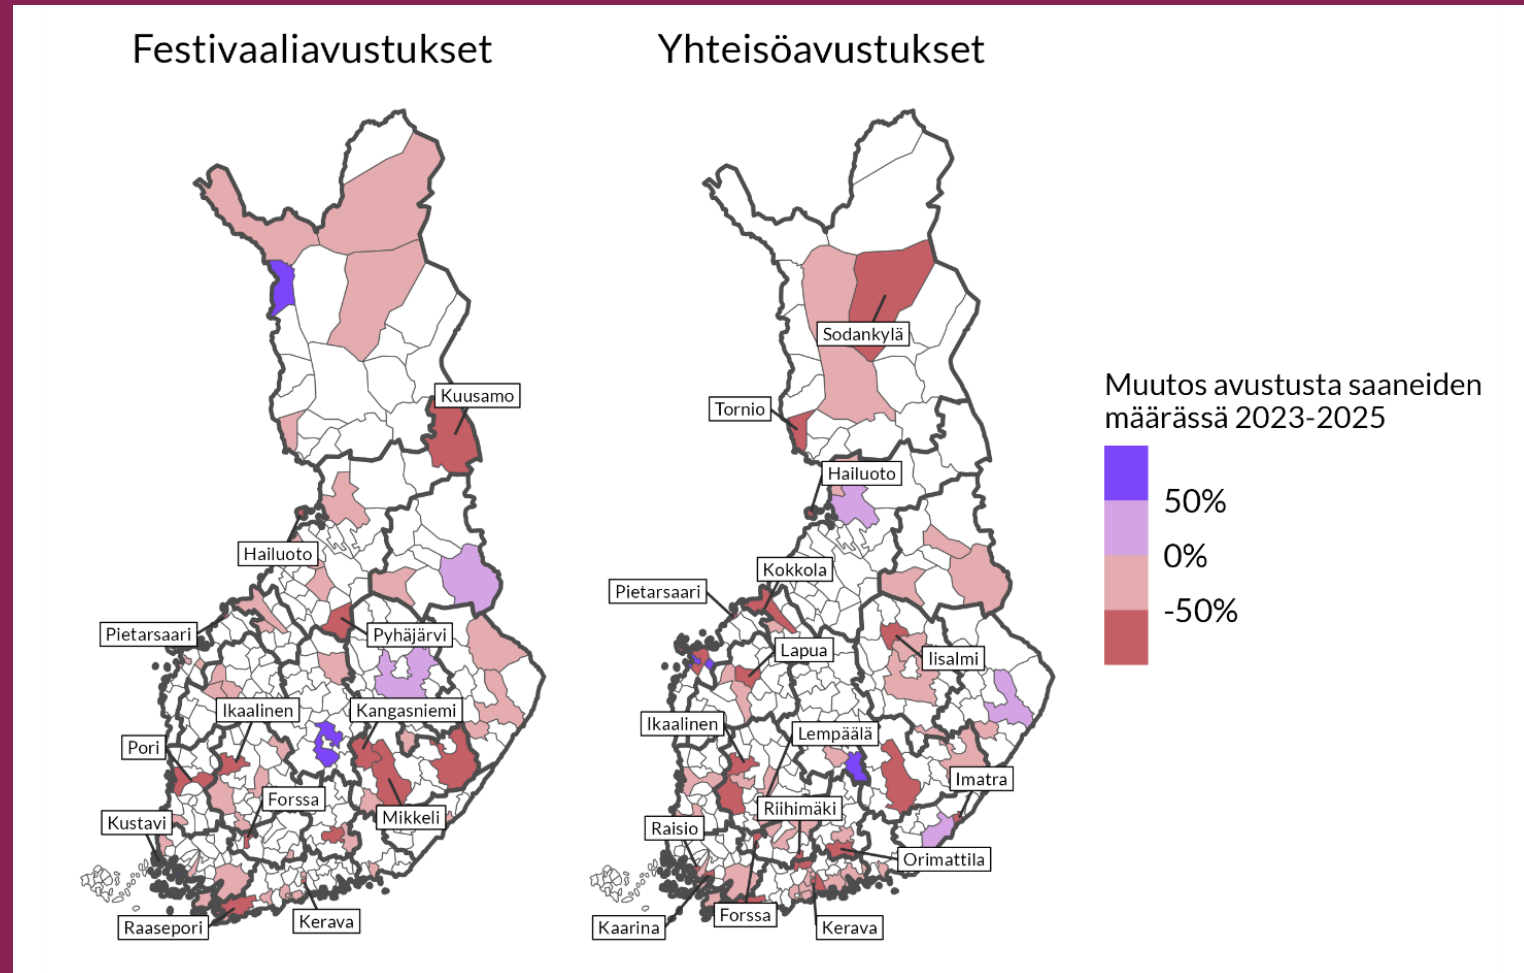 Festivaaliavustukset
Yhteisöavustukset
Kuusamo
Hailuoto
Pietarsaari
Pyhäjärvi
Ikaalinen
Kangasniemi
Pori
Forssa
Kustavi
Mikkeli
Raasepori
Kerava
Sodankylä
Tornio
Hailuoto
Kokkola
Pietarsaari
Lapua
Iisalmi
Ikaalinen
Lempäälä
Imatra
Riihimäki
Raisio
Orimattila
Forssa
Kaarina
Kerava
Muutos avustusta saaneiden
määrässä 2023-2025
50%
0%
-50%